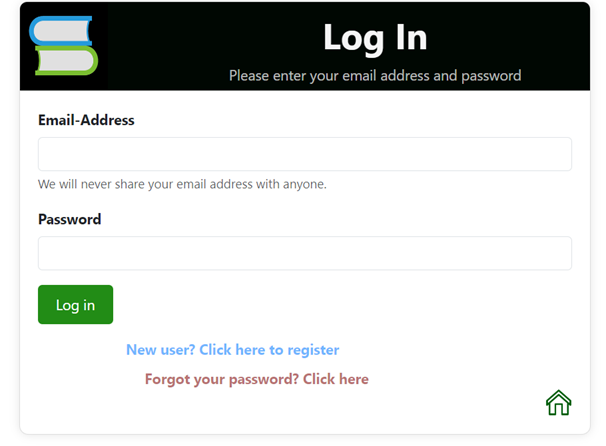 Log In
Please enter your email address and password
Email-Address
We will never share your email address with anyone.
Password
Log in
New user? Click here to register
Forgot your password? Click here